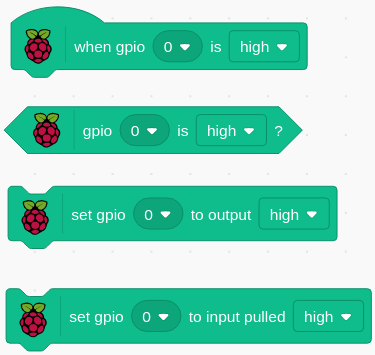 when gpio 0 is high
gpio 0 is high ?
set gpio 0 to output high
set gpio 0 to input pulled high